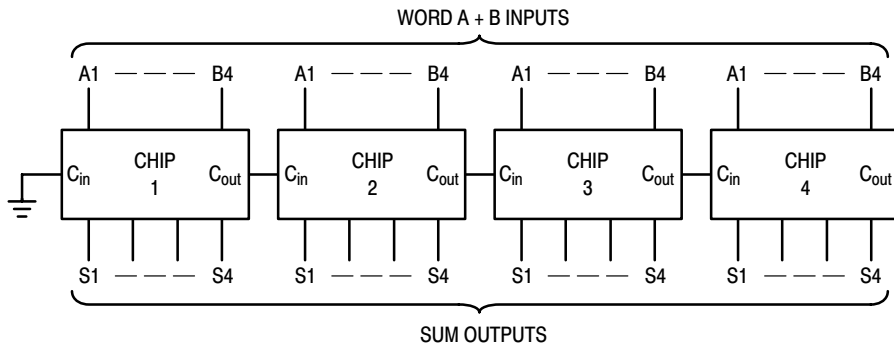 WORD A + B INPUTS
A1 B4 A1 B4 A1 B4 A1 B4
CHIP CHIP CHIP CHIP
Cin Cout Cin Cout Cin Cout Cin
1 2 3 4
S1 S4 S1 S4 S1 S4 S1 S4
SUM OUTPUTS